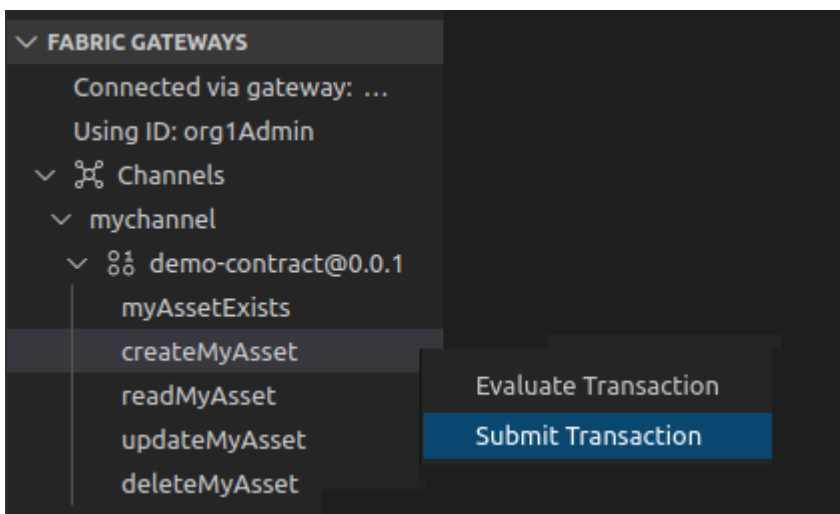 FABRIC GATEWAYS
Connected via gateway: ...
Using ID: org1Admin
Channels
mychannel
demo-contract@0.0.1
myAssetExists
createMyAsset
readMyAsset
updateMyAsset
deleteMyAsset
Evaluate Transaction
Submit Transaction